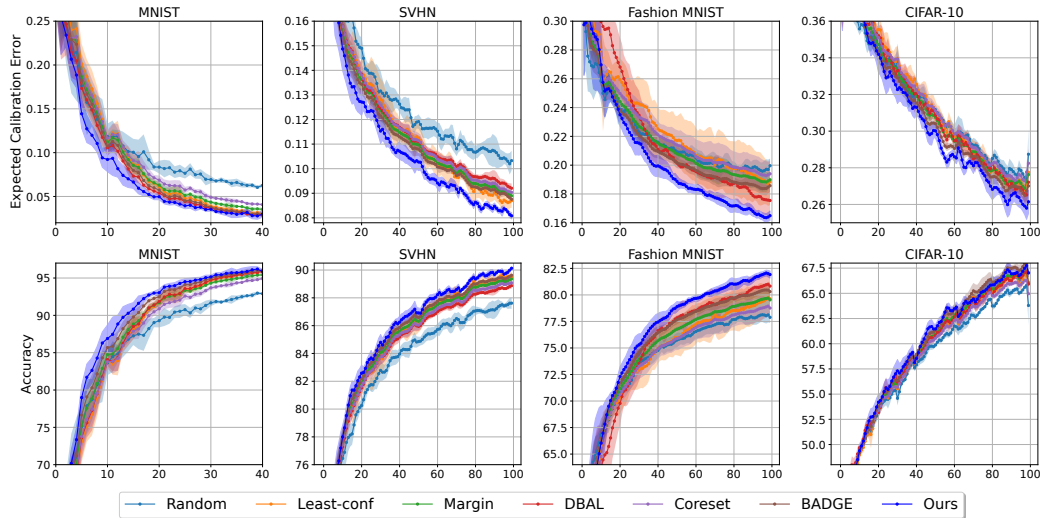 MNIST SVHN Fashion MNIST CIFAR-10
Expected Calibration Error
0.25 0.20 0.15 0.10 0.05
0 10 20 30 40
0.16 0.15 0.14 0.13 0.12 0.11 0.10 0.09 0.08
0 20 40 60 80 100
0.30 0.28 0.26 0.24 0.22 0.20 0.18 0.16
0 20 40 60 80 100
0.36 0.34 0.32 0.30 0.28 0.26
0 20 40 60 80 100
MNIST SVHN Fashion MNIST CIFAR-10
Accuracy
95 90 85 80 75 70
0 10 20 30 40
90 88 86 84 82 80 78 76
0 20 40 60 80 100
82.5 80.0 77.5 75.0 72.5 70.0 67.5 65.0
0 20 40 60 80 100
67.5 65.0 62.5 60.0 57.5 55.0 52.5 50.0
0 20 40 60 80 100
Random Least-conf Margin DBAL Coreset BADGE Ours